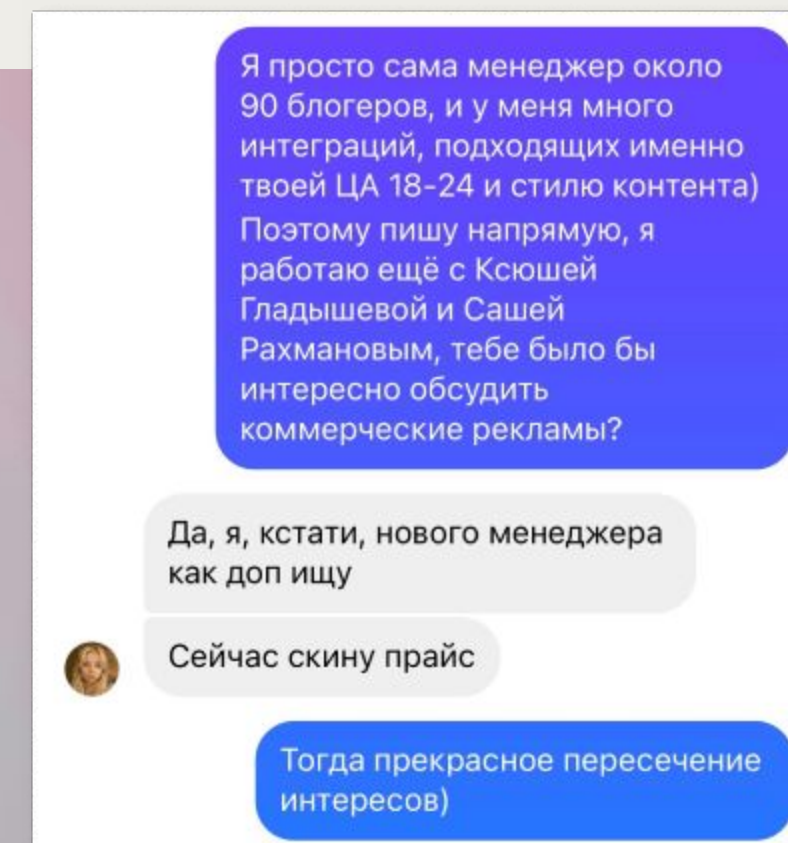 Я просто сама менеджер около
90 блогеров, и у меня много
интеграций, подходящих именно
твоей ЦА 18-24 и стилю контента)
Поэтому пишу напрямую, я
работаю ещё с Ксюшей
Гладышевой и Сашей
Рахмановым, тебе было бы
интересно обсудить
коммерческие рекламы?
Да, я, кстати, нового менеджера
как доп ищу
Сейчас скину прайс
Тогда прекрасное пересечение
интересов)